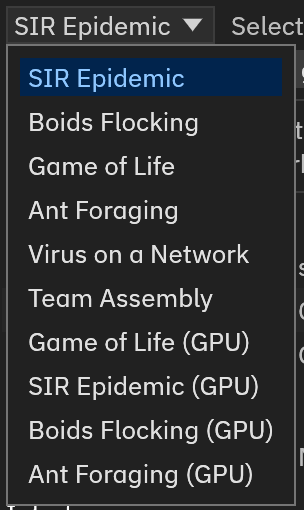 SIR Epidemic ▼ Select
SIR Epidemic
Boids Flocking
Game of Life
Ant Foraging
Virus on a Network
Team Assembly
Game of Life (GPU)
SIR Epidemic (GPU)
Boids Flocking (GPU)
Ant Foraging (GPU)